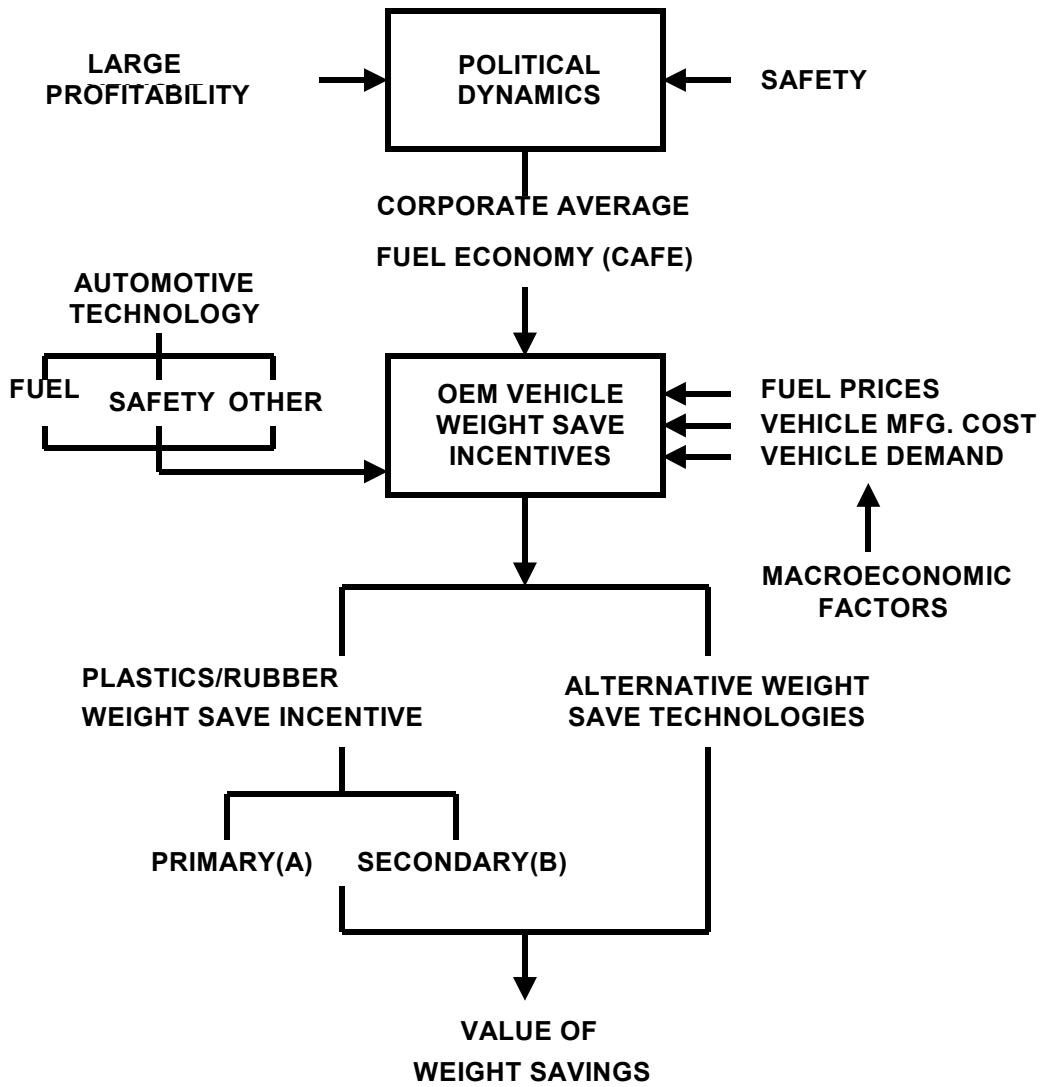 LARGE
PROFITABILITY
POLITICAL
DYNAMICS
SAFETY
CORPORATE AVERAGE
FUEL ECONOMY (CAFE)
AUTOMOTIVE
TECHNOLOGY
FUEL
SAFETY OTHER
OEM VEHICLE
WEIGHT SAVE
INCENTIVES
FUEL PRICES
VEHICLE MFG. COST
VEHICLE DEMAND
MACROECONOMIC
FACTORS
PLASTICS/RUBBER
WEIGHT SAVE INCENTIVE
ALTERNATIVE WEIGHT
SAVE TECHNOLOGIES
PRIMARY(A) SECONDARY(B)
VALUE OF
WEIGHT SAVINGS